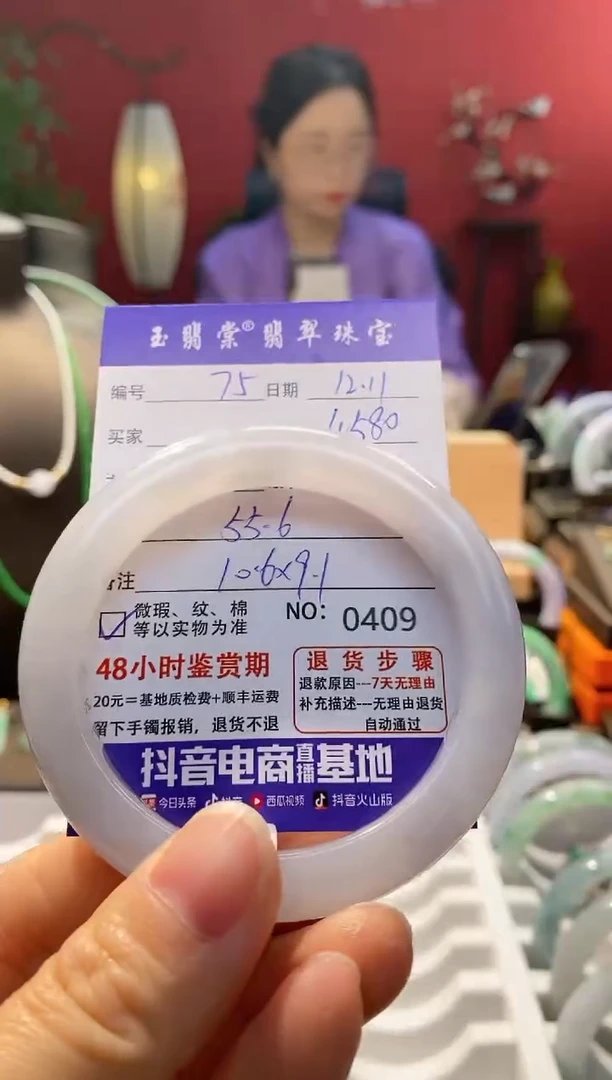 玉翡棠®翡翠珠宝
编号 75 日期 12.11
买家 1,580
55.6
注 10.6x9.1
微瑕、纹、棉
等以实物为准
NO: 0409
48小时鉴赏期
20元=基地质检费+顺丰运费
留下手镯报销，退货不退
退货步骤
退款原因---7天无理由
补充描述---无理由退货
自动通过
抖音电商直播基地
今日头条 抖音 西瓜视频 抖音火山版